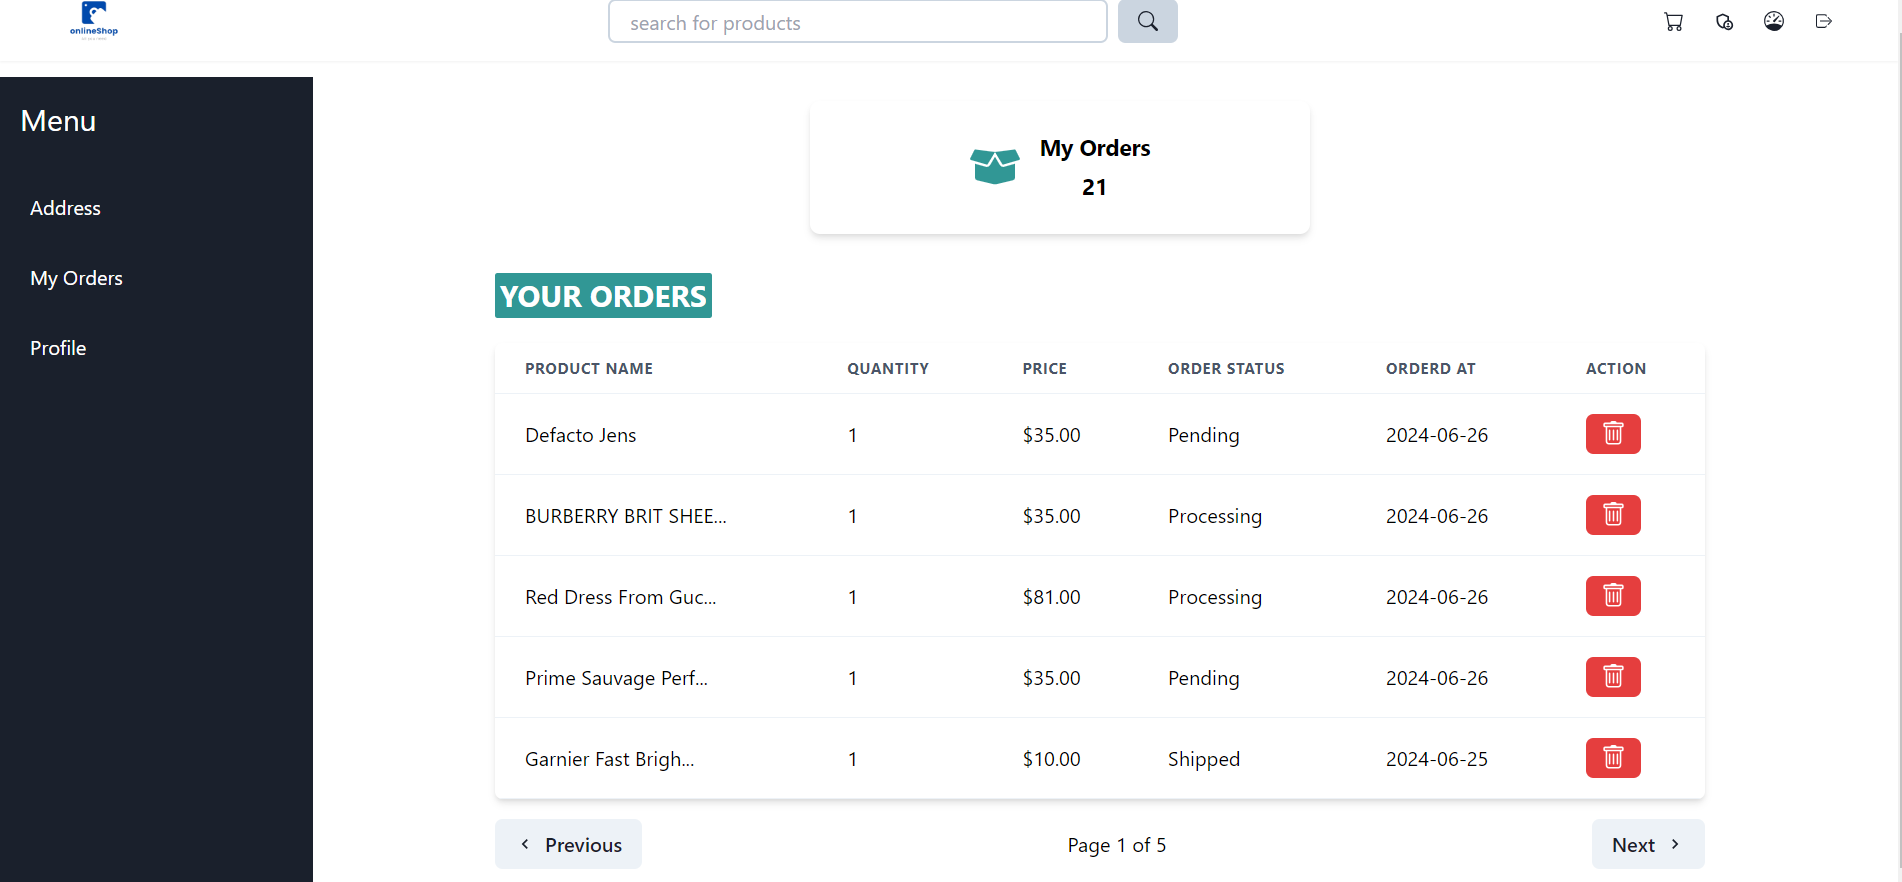 onlineShop
search for products
Menu
Address
My Orders
Profile
My Orders
21
YOUR ORDERS
PRODUCT NAME QUANTITY PRICE ORDER STATUS ORDERD AT ACTION
Defacto Jens 1 $35.00 Pending 2024-06-26
BURBERRY BRIT SHEE... 1 $35.00 Processing 2024-06-26
Red Dress From Guc... 1 $81.00 Processing 2024-06-26
Prime Sauvage Perf... 1 $35.00 Pending 2024-06-26
Garnier Fast Brigh... 1 $10.00 Shipped 2024-06-25
Previous Page 1 of 5 Next